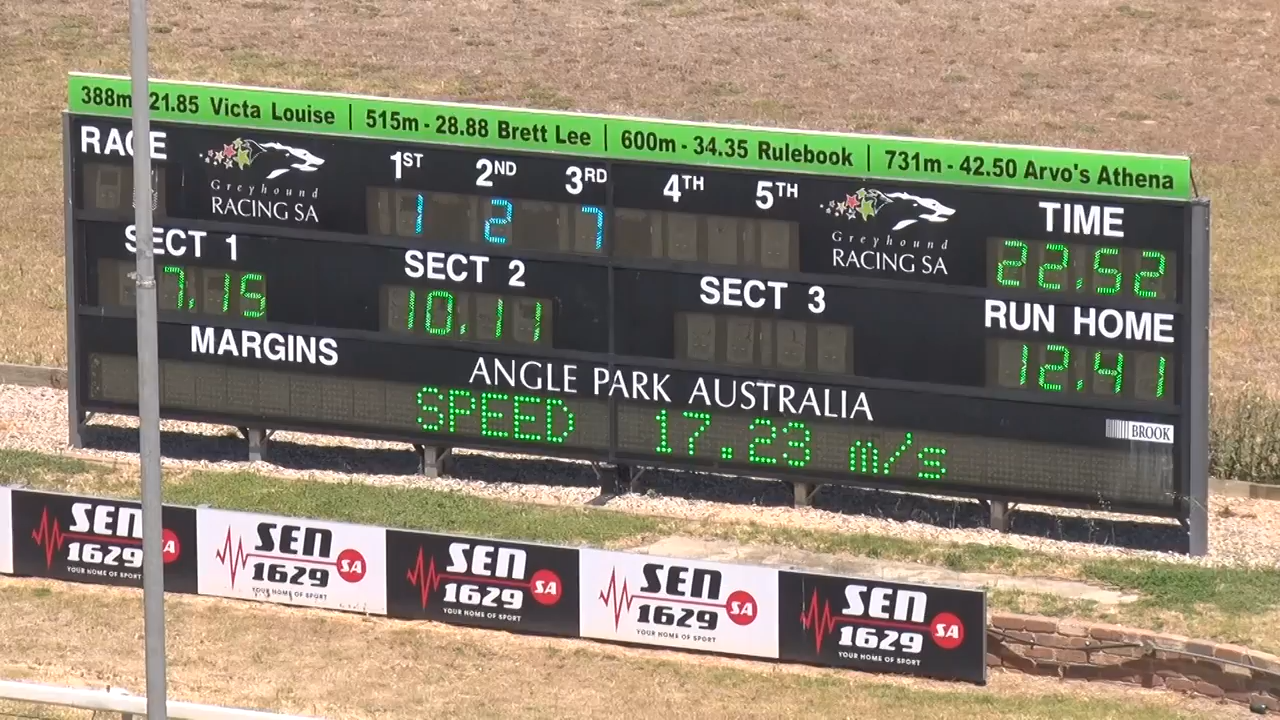 388m 21.85 Victa Louise | 515m - 28.88 Brett Lee | 600m - 34.35 Rulebook | 731m - 42.50 Arvo's Athena
RACE
Greyhound
RACING SA
1ST 2ND 3RD 4TH 5TH
1 2 7
Greyhound
RACING SA
TIME
22.52
SECT 1
7.15
SECT 2
10.11
SECT 3
RUN HOME
12.41
MARGINS
ANGLE PARK AUSTRALIA
SPEED 17.23 m/s
BROOK
SEN
1629 SA
YOUR HOME OF SPORT
SEN
1629 SA
YOUR HOME OF SPORT
SEN
1629 SA
YOUR HOME OF SPORT
SEN
1629 SA
YOUR HOME OF SPORT
SEN
1629 SA
YOUR HOME OF SPORT